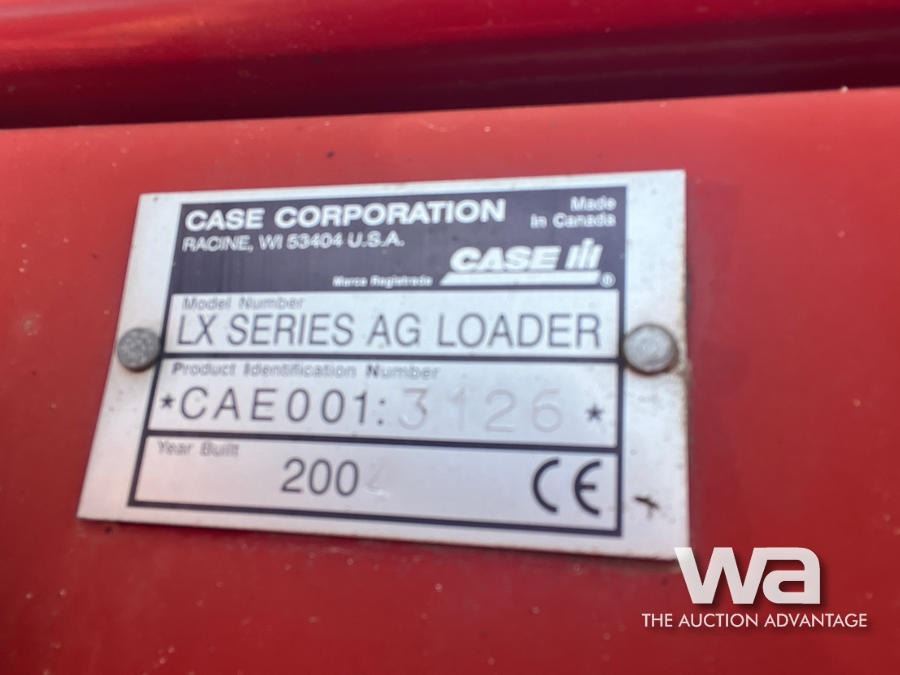 CASE CORPORATION
RACINE, WI 53404 U.S.A.
Made
in Canada
CASE IH
Marca Registrada
®
Model Number
LX SERIES AG LOADER
Product Identification Number
*CAE001:3126*
Year Built
2004
CE
wa
THE AUCTION ADVANTAGE